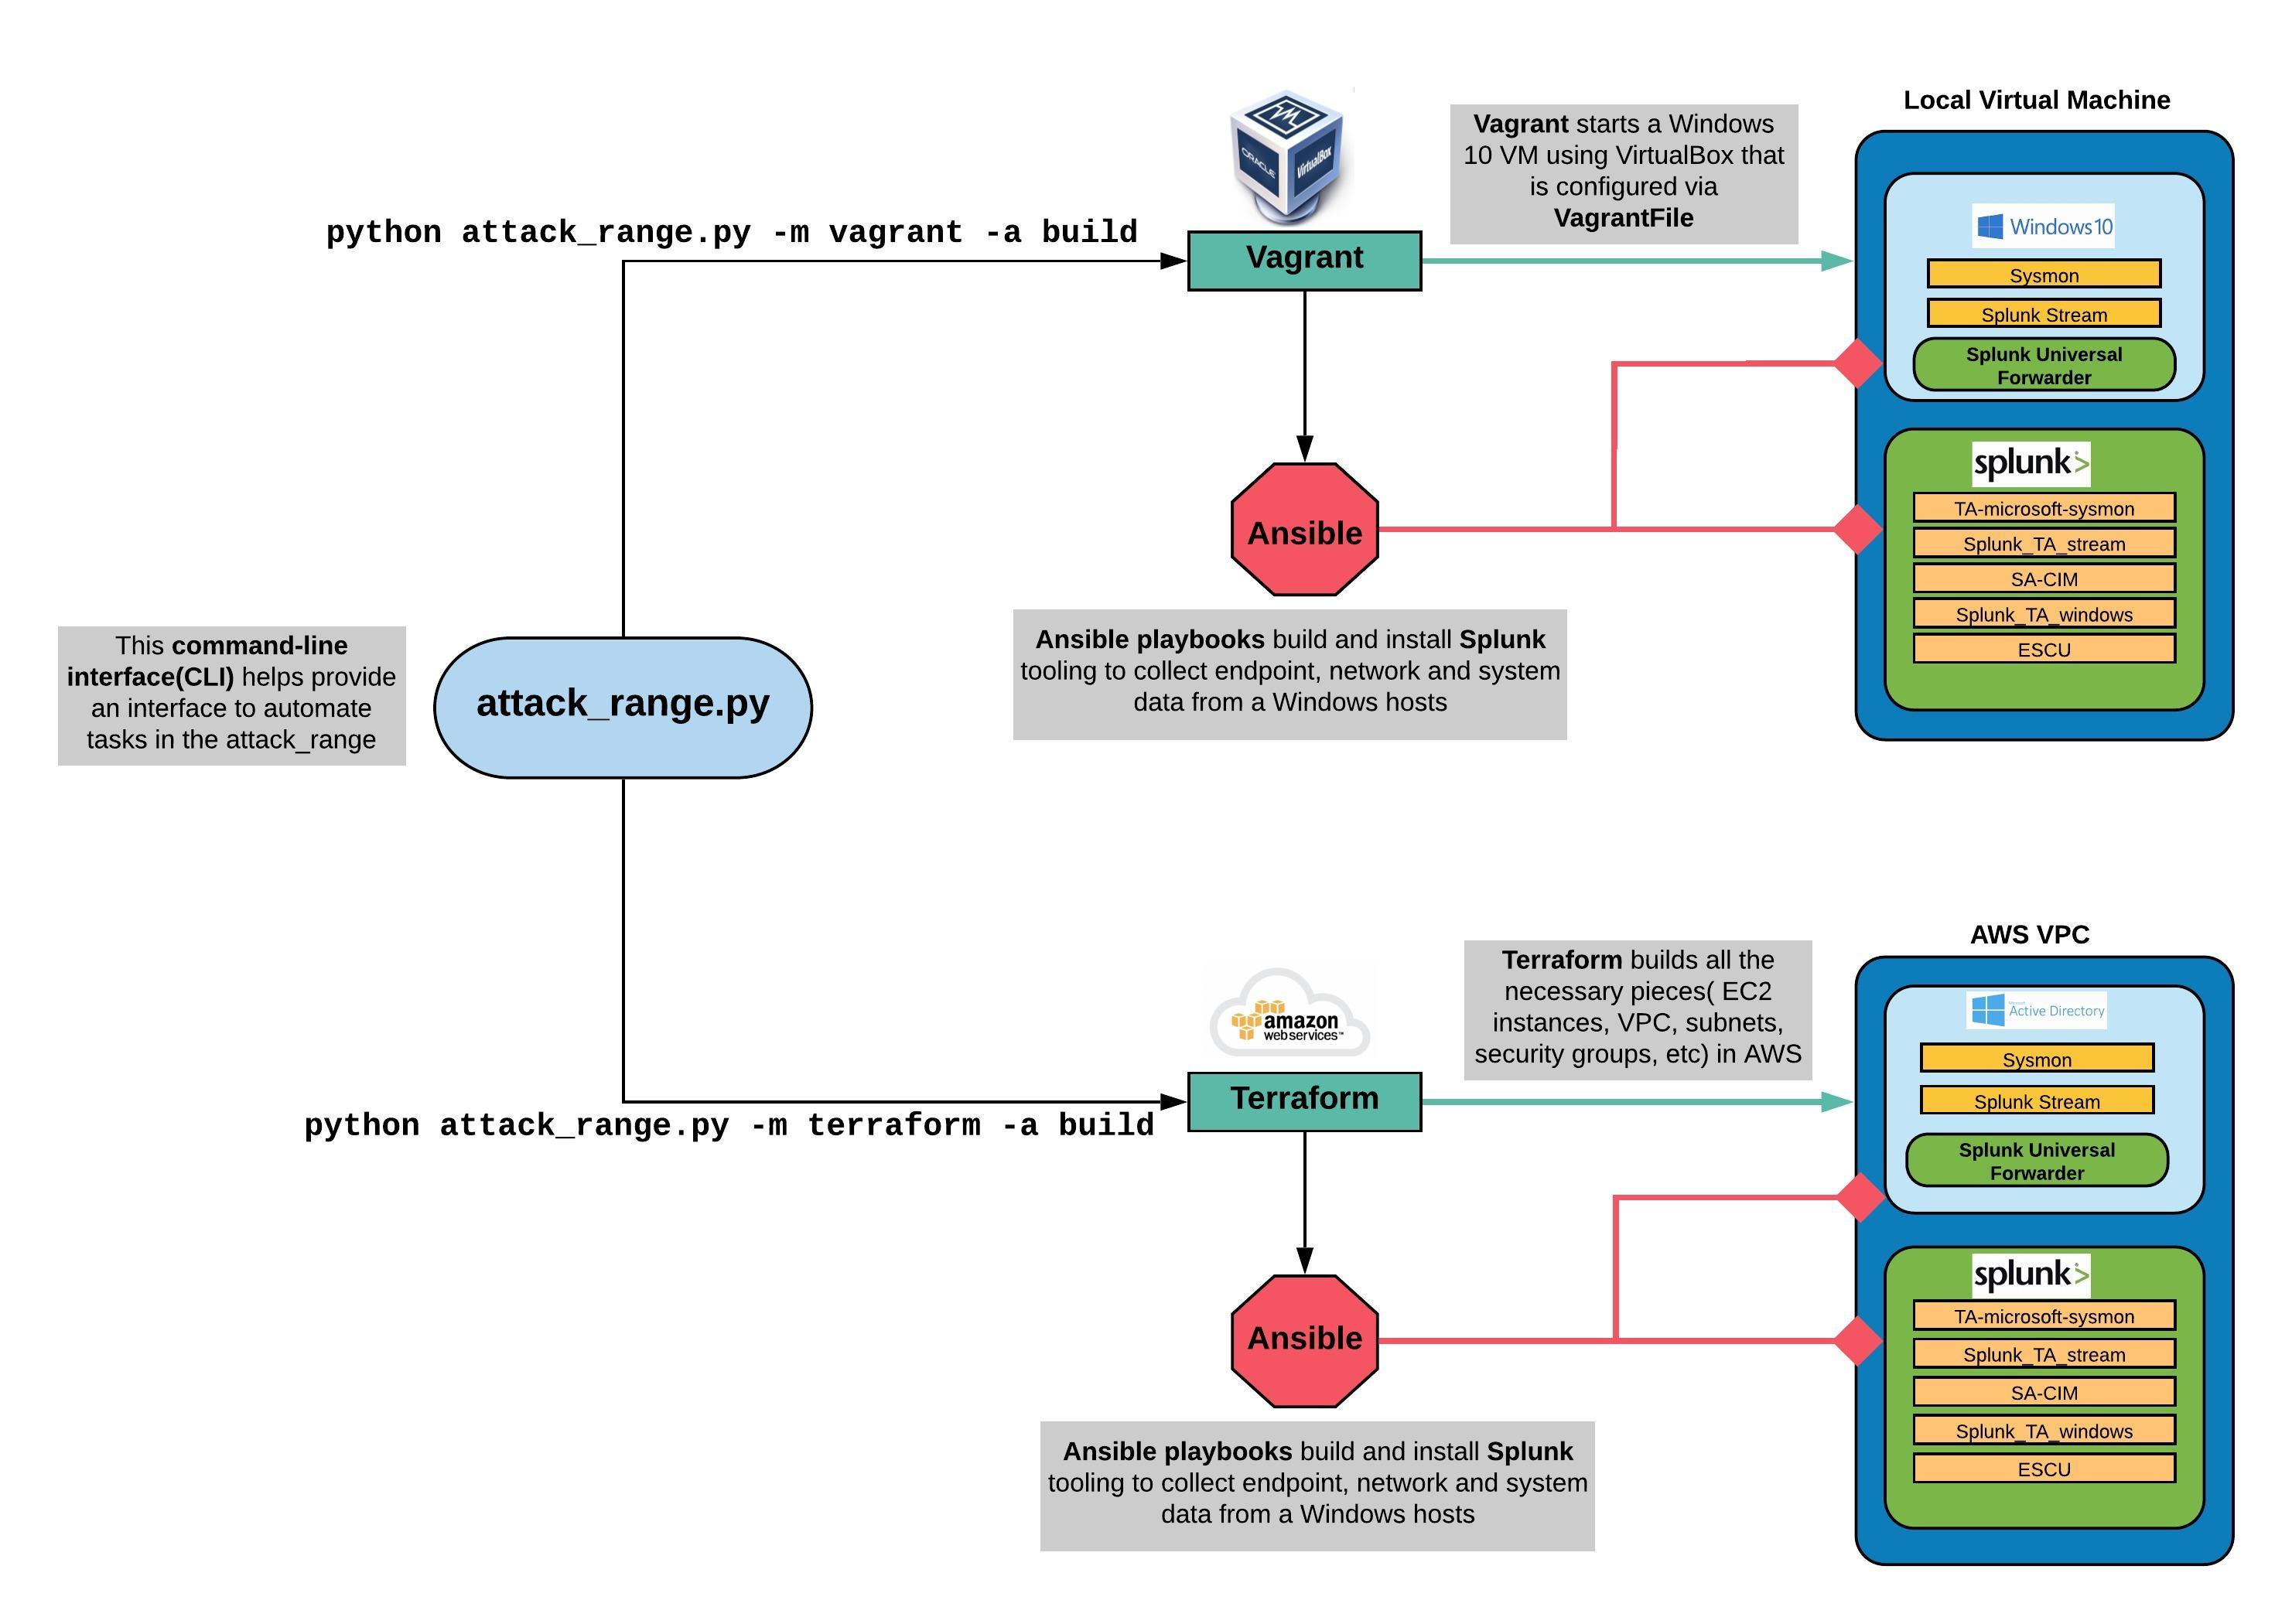 Local Virtual Machine
Vagrant starts a Windows
10 VM using VirtualBox that
is configured via
VagrantFile
ORACLE
VirtualBox
python attack_range.py -m vagrant -a build
Vagrant
Windows 10
Sysmon
Splunk Stream
Splunk Universal
Forwarder
splunk>
TA-microsoft-sysmon
Splunk_TA_stream
SA-CIM
Splunk_TA_windows
ESCU
Ansible
Ansible playbooks build and install Splunk
tooling to collect endpoint, network and system
data from a Windows hosts
This command-line
interface(CLI) helps provide
an interface to automate
tasks in the attack_range
attack_range.py
AWS VPC
Terraform builds all the
necessary pieces( EC2
instances, VPC, subnets,
security groups, etc) in AWS
amazon
webservices™
Terraform
python attack_range.py -m terraform -a build
Active Directory
Sysmon
Splunk Stream
Splunk Universal
Forwarder
splunk>
TA-microsoft-sysmon
Splunk_TA_stream
SA-CIM
Splunk_TA_windows
ESCU
Ansible
Ansible playbooks build and install Splunk
tooling to collect endpoint, network and system
data from a Windows hosts